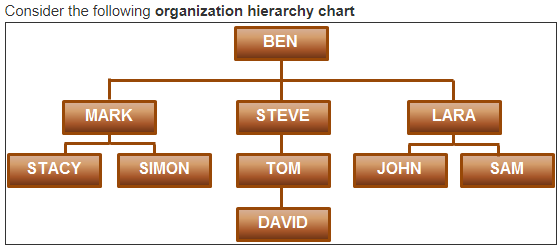 Consider the following organization hierarchy chart
BEN
MARK STEVE LARA
STACY SIMON TOM JOHN SAM
DAVID